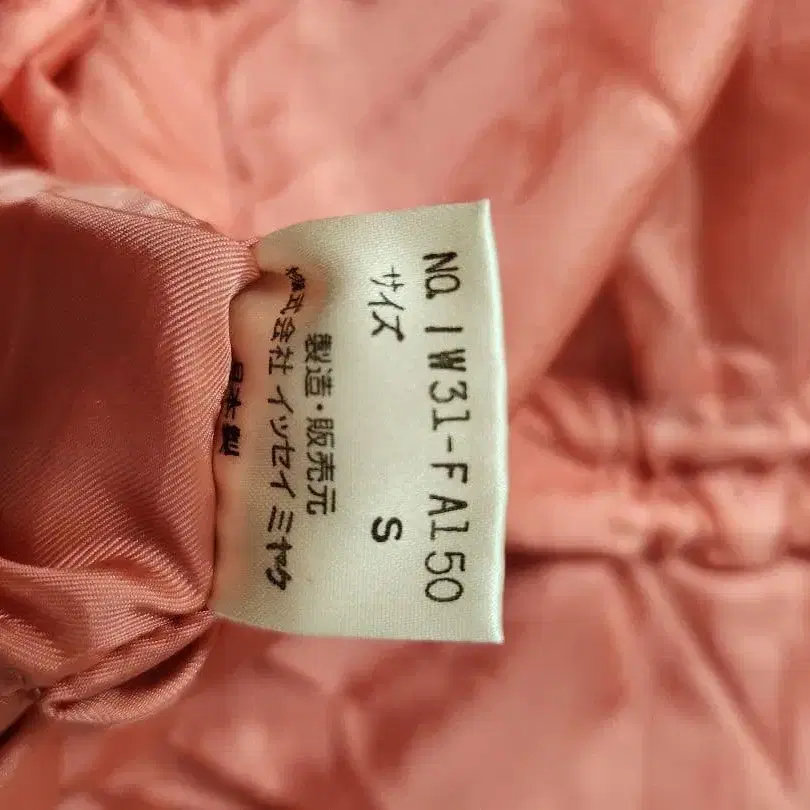 NO. 1W31-FA150
サイズ S
製造・販売元
株式会社 イッセイ ミヤケ
日本製